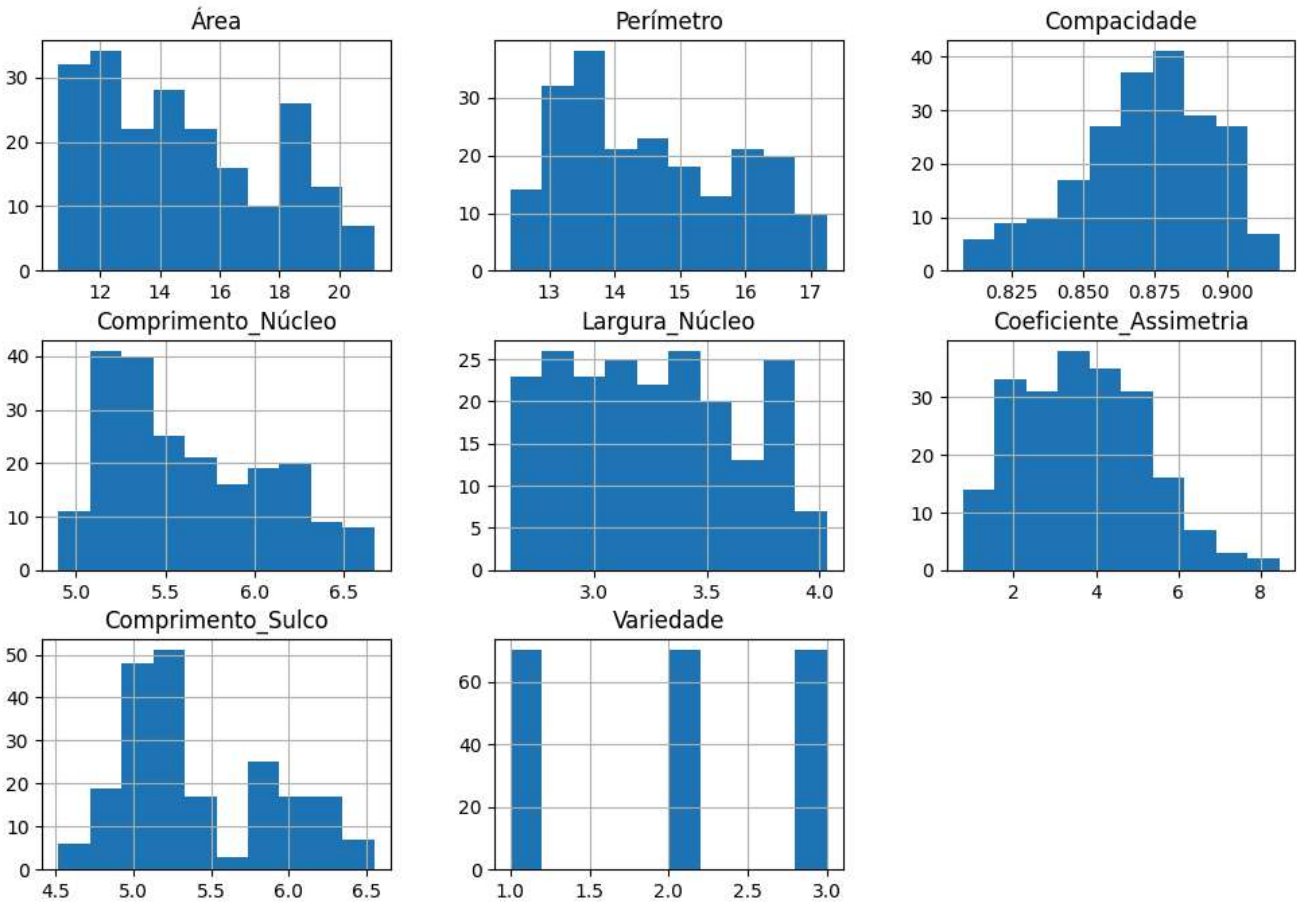 Área
30
20
10
0
12 14 16 18 20
Perímetro
30
20
10
0
13 14 15 16 17
Compacidade
40
30
20
10
0
0.825 0.850 0.875 0.900
Comprimento_Núcleo
40
30
20
10
0
5.0 5.5 6.0 6.5
Largura_Núcleo
25
20
15
10
5
0
3.0 3.5 4.0
Coeficiente_Assimetria
30
20
10
0
2 4 6 8
Comprimento_Sulco
50
40
30
20
10
0
4.5 5.0 5.5 6.0 6.5
Variedade
60
40
20
0
1.0 1.5 2.0 2.5 3.0